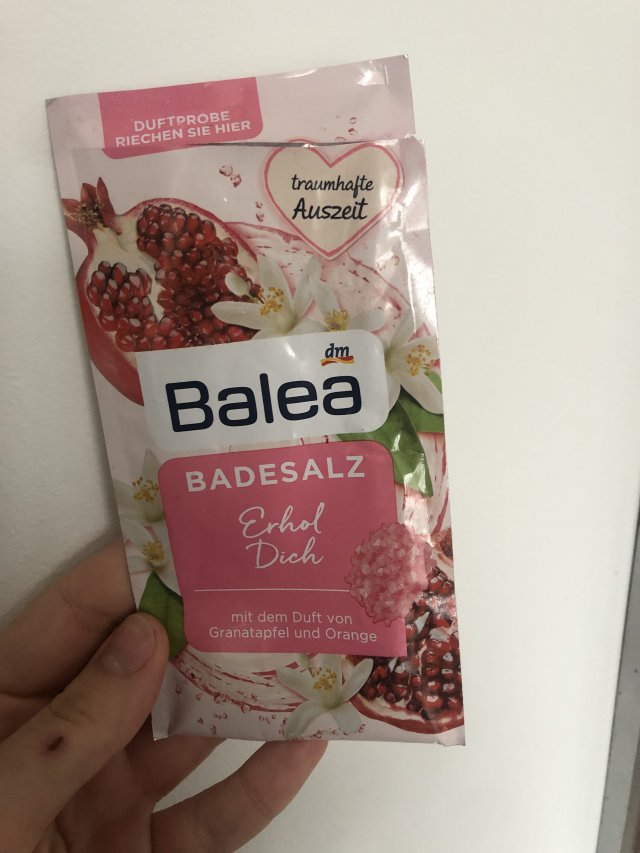 DUFTPROBE
RIECHEN SIE HIER
traumhafte
Auszeit
dm
Balea
BADESALZ
Erhol
Dich
mit dem Duft von
Granatapfel und Orange